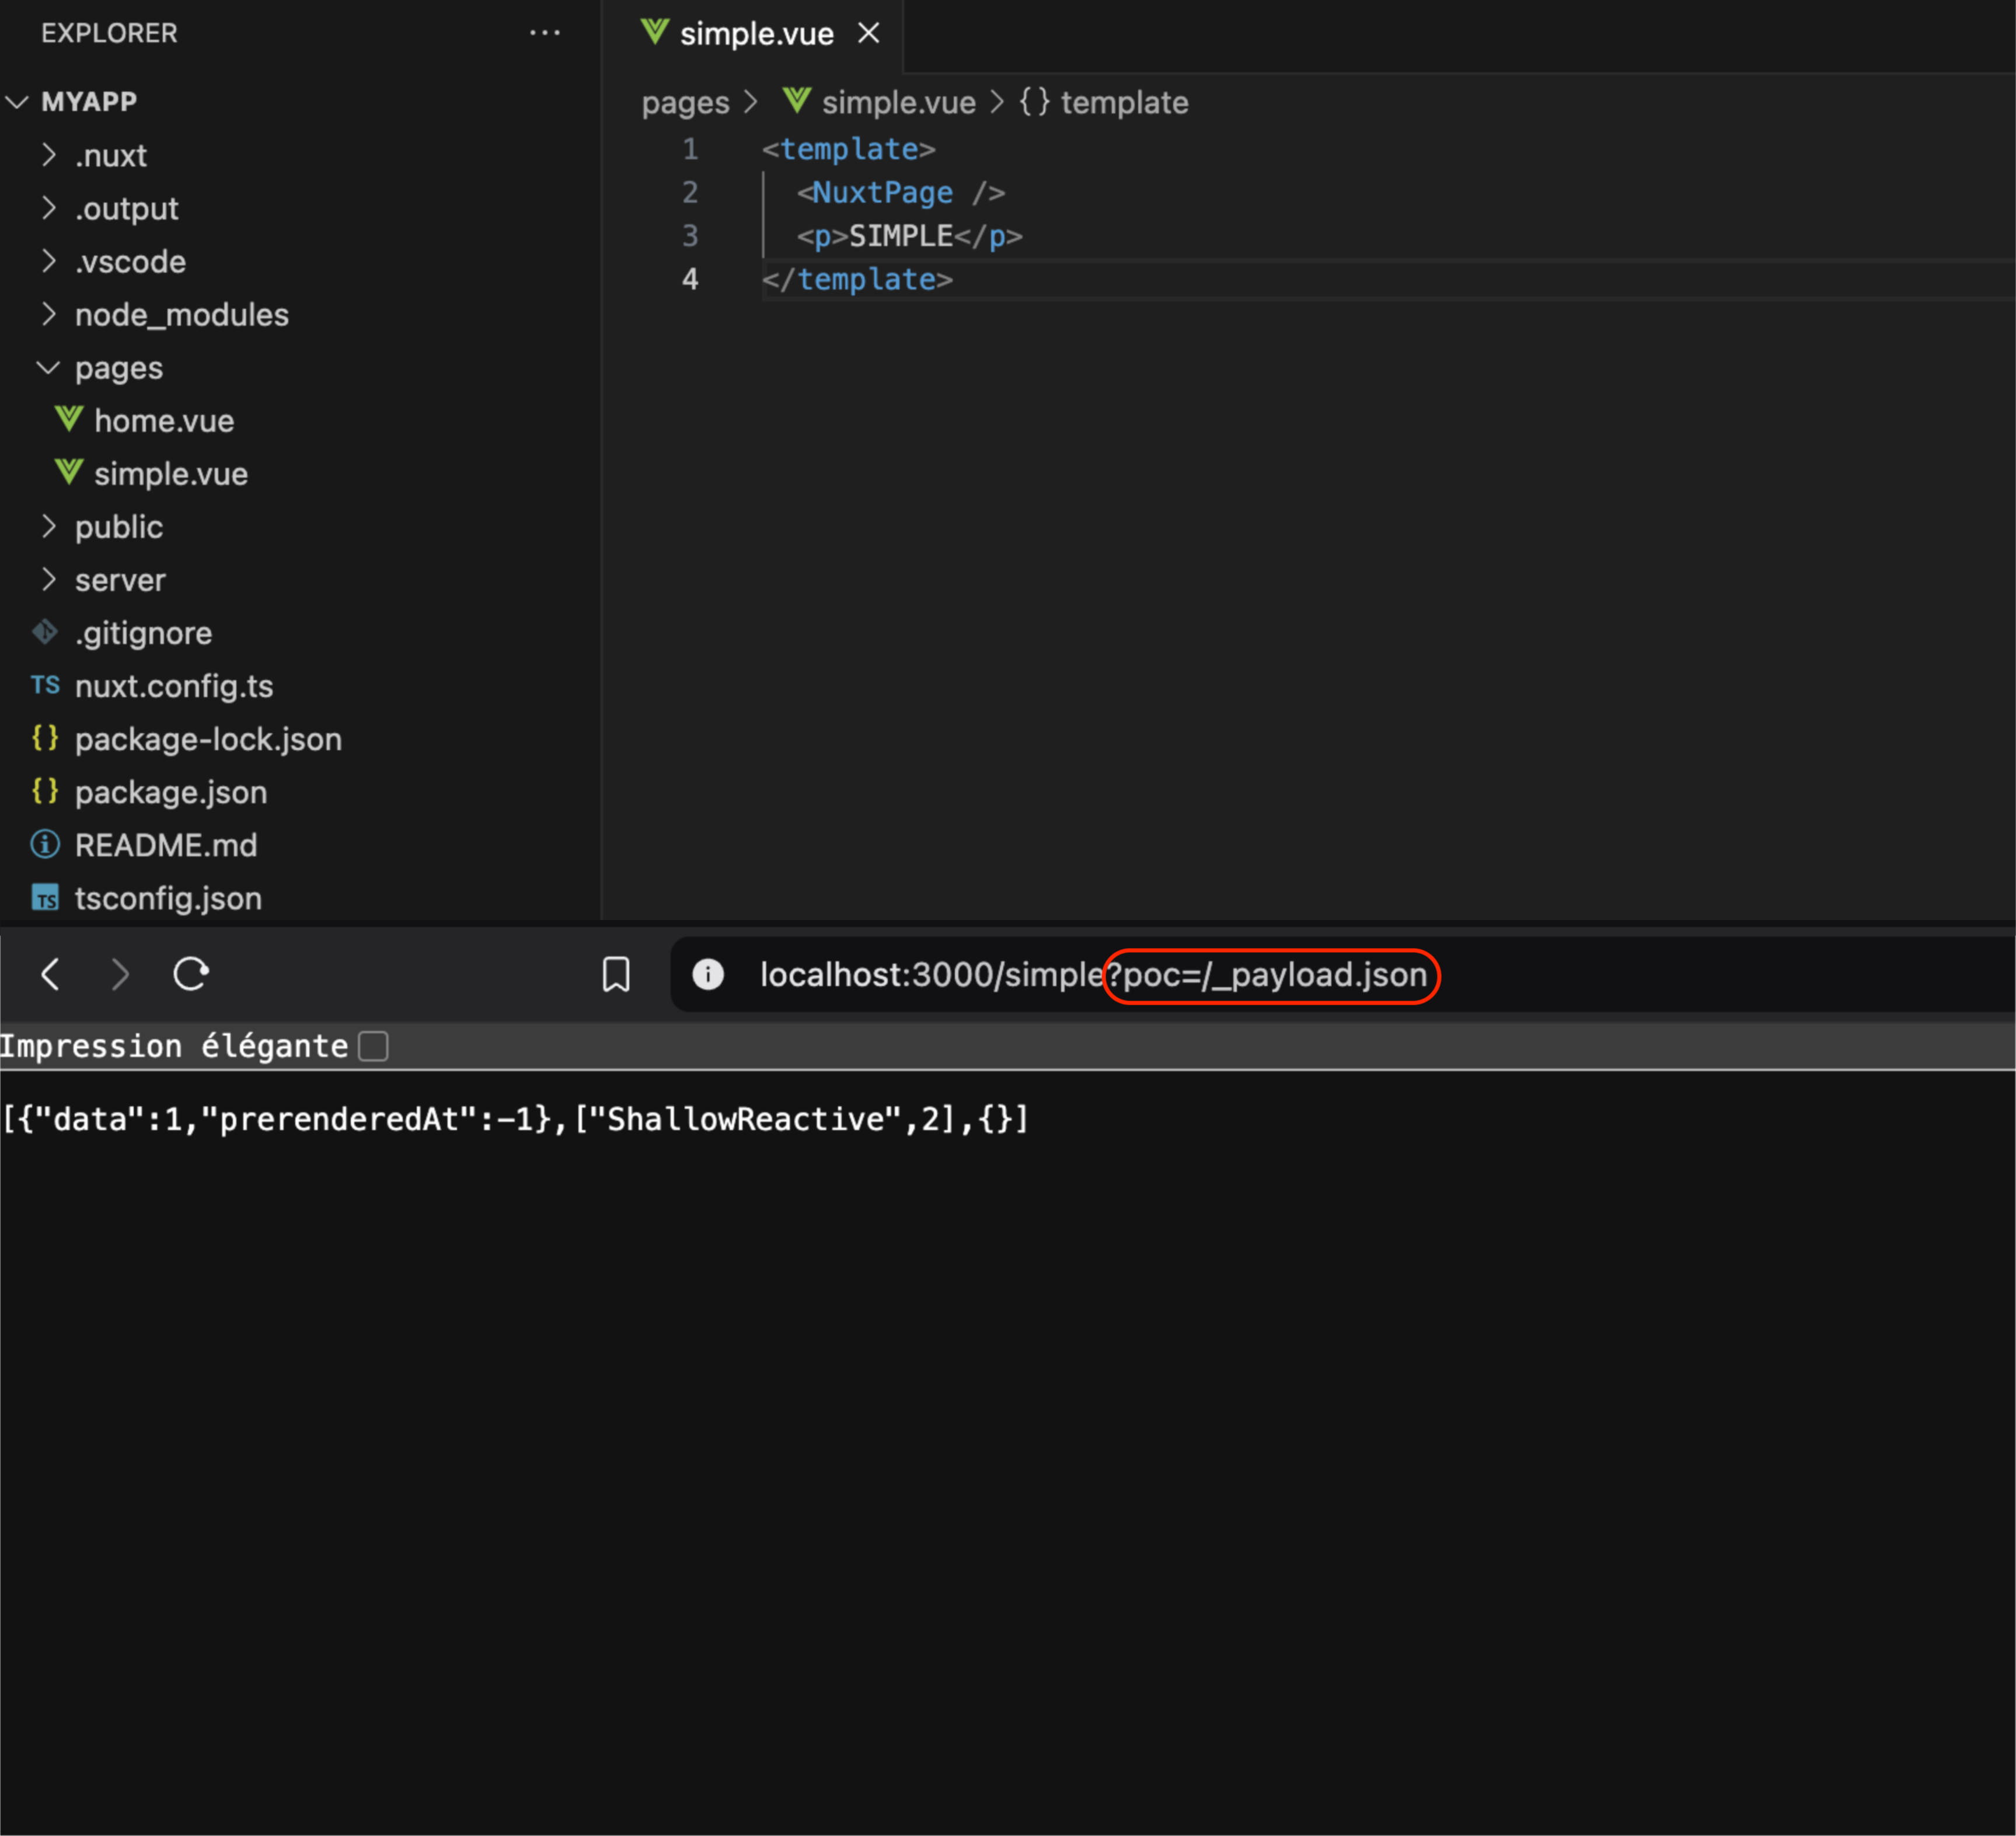 EXPLORER ...
MYAPP
.nuxt
.output
.vscode
node_modules
pages
home.vue
simple.vue
public
server
.gitignore
TS nuxt.config.ts
{} package-lock.json
{} package.json
README.md
TS tsconfig.json
simple.vue
pages > simple.vue > {} template
1 <template>
2 <NuxtPage />
3 <p>SIMPLE</p>
4 </template>
localhost:3000/simple?poc=/_payload.json
Impression élégante
[{"data":1,"prerenderedAt":-1},["ShallowReactive",2],{}]